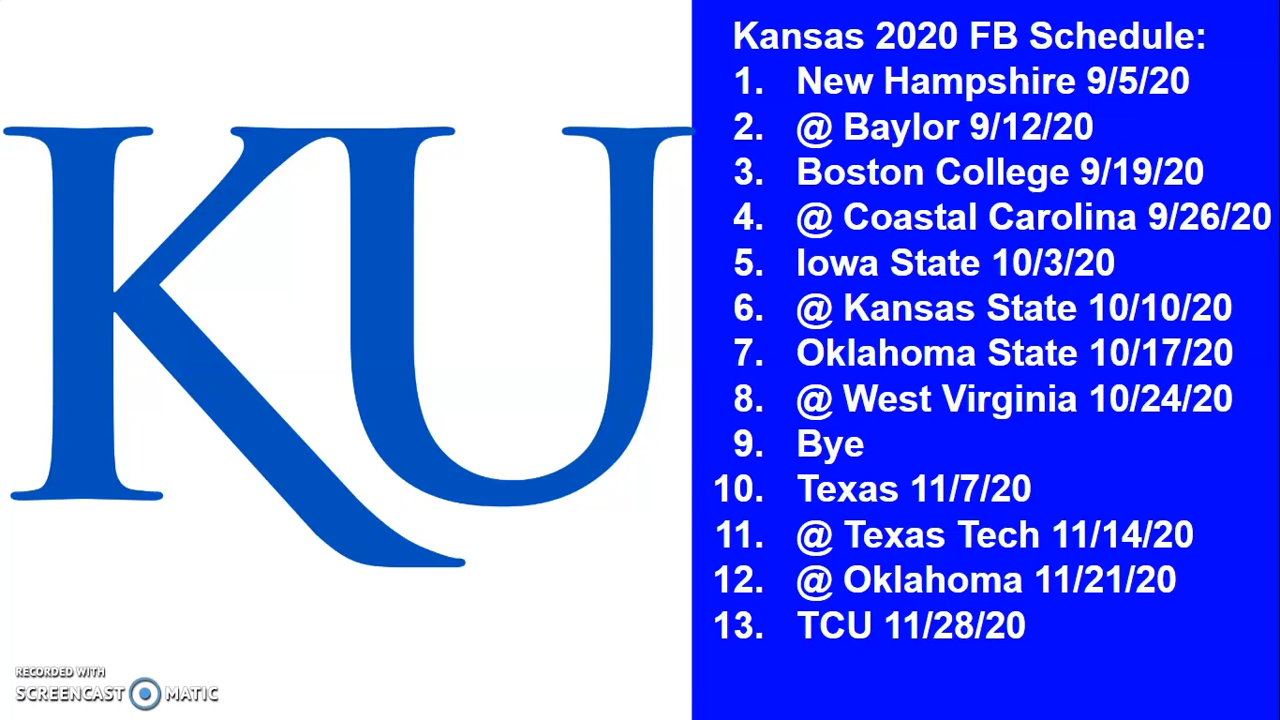 KU
Kansas 2020 FB Schedule:
1. New Hampshire 9/5/20
2. @ Baylor 9/12/20
3. Boston College 9/19/20
4. @ Coastal Carolina 9/26/20
5. Iowa State 10/3/20
6. @ Kansas State 10/10/20
7. Oklahoma State 10/17/20
8. @ West Virginia 10/24/20
9. Bye
10. Texas 11/7/20
11. @ Texas Tech 11/14/20
12. @ Oklahoma 11/21/20
13. TCU 11/28/20
RECORDED WITH
SCREENCAST MATIC